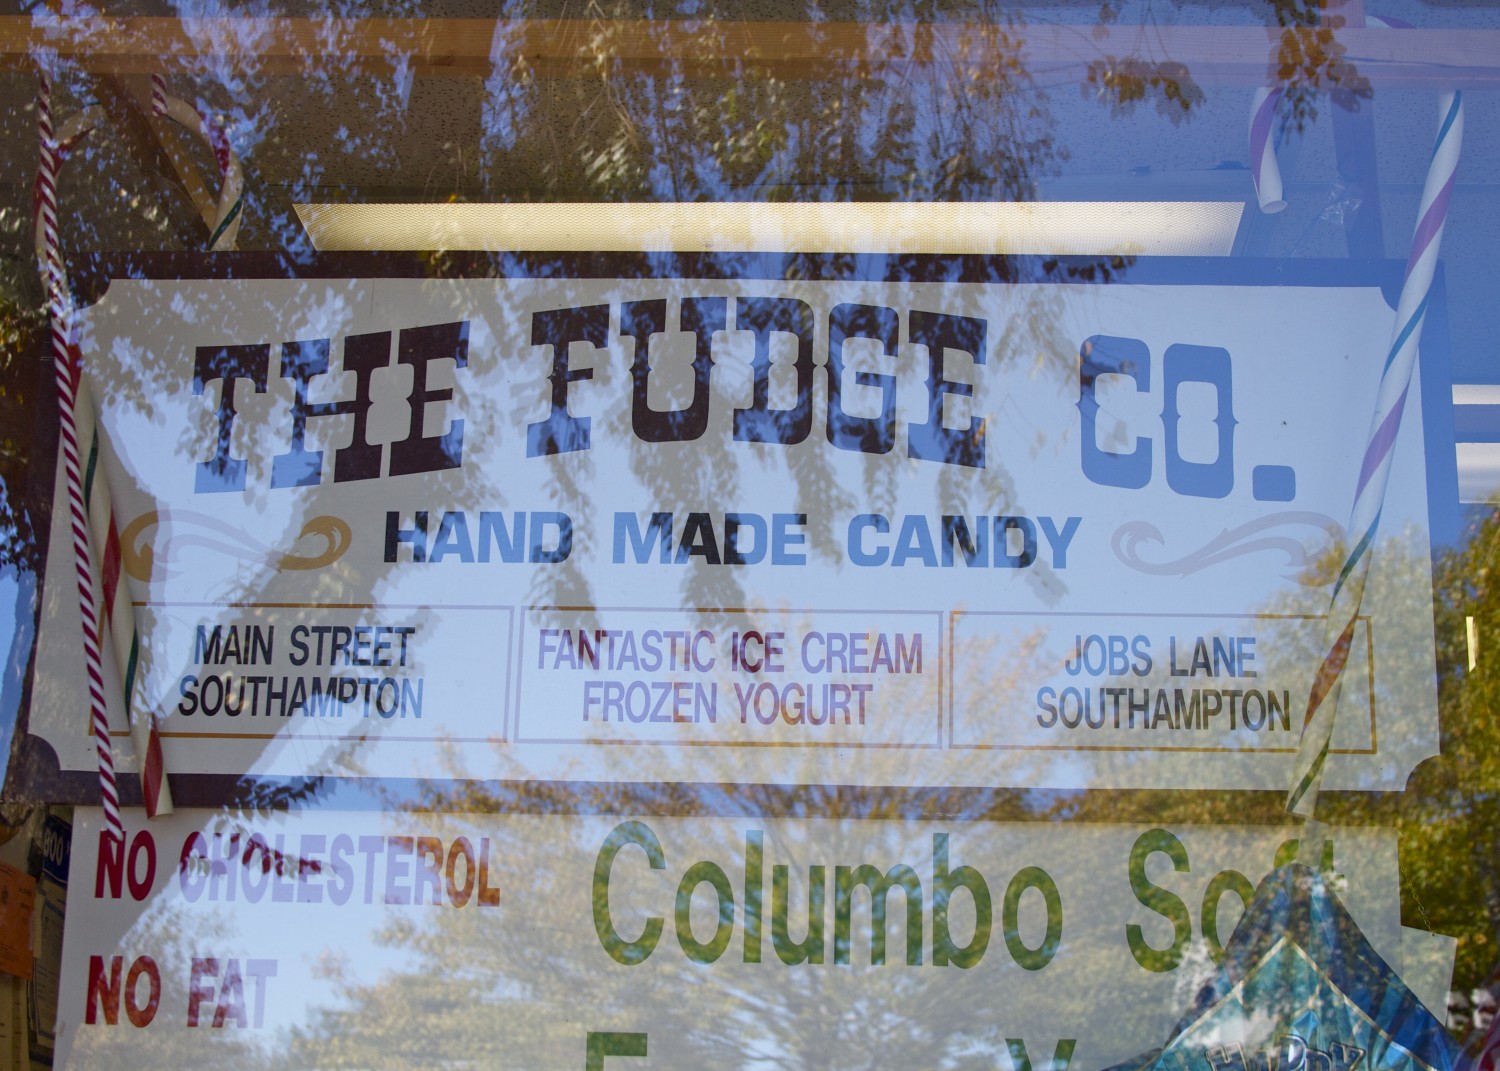 THE FUDGE CO.
HAND MADE CANDY
MAIN STREET
SOUTHAMPTON
FANTASTIC ICE CREAM
FROZEN YOGURT
JOBS LANE
SOUTHAMPTON
NO CHOLESTEROL
NO FAT
Columbo Soft